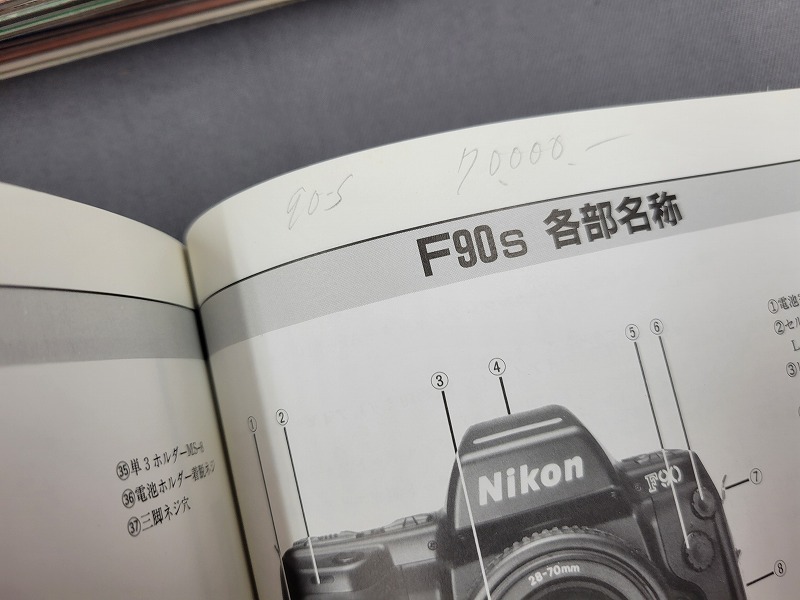 ㉟単3ホルダーMS-8
㊱電池ホルダー着脱ネジ
㊲三脚ネジ穴
90-S 70,000.-
F90s 各部名称
①
②
③
④
⑤
⑥
⑦
⑧
Nikon
F90
28-70mm
①電池
②セル
L
③